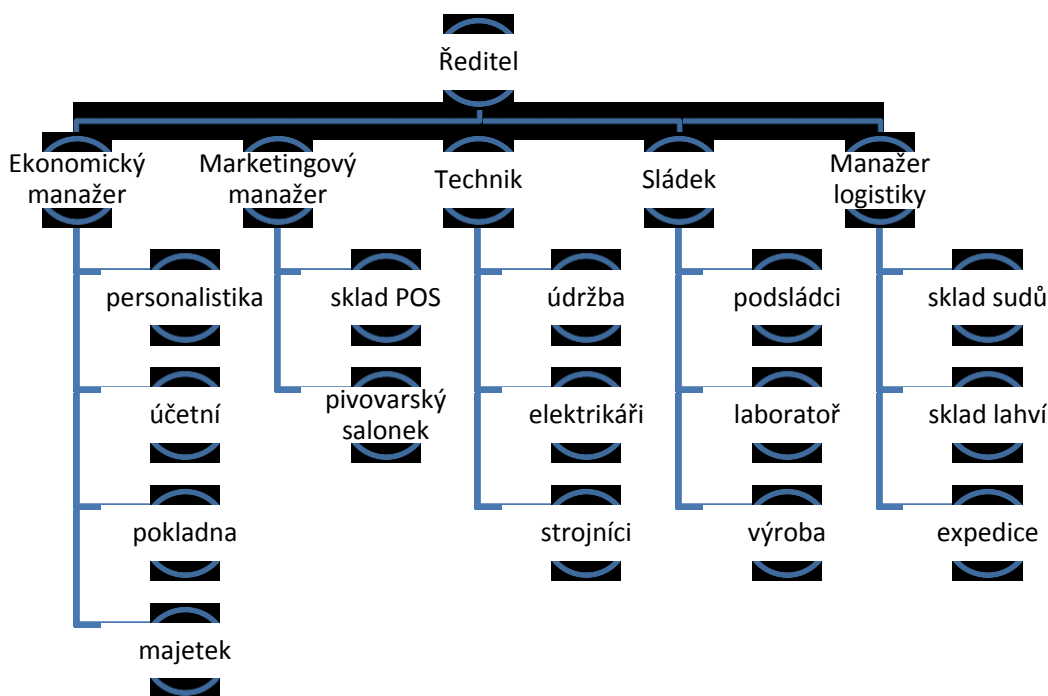 Ředitel
Ekonomický
manažer
Marketingový
manažer
Technik
Sládek
Manažer
logistiky
personalistika
sklad POS
údržba
podsládci
sklad sudů
účetní
pivovarský
salonek
elektrikáři
laboratoř
sklad lahví
pokladna
strojníci
výroba
expedice
majetek